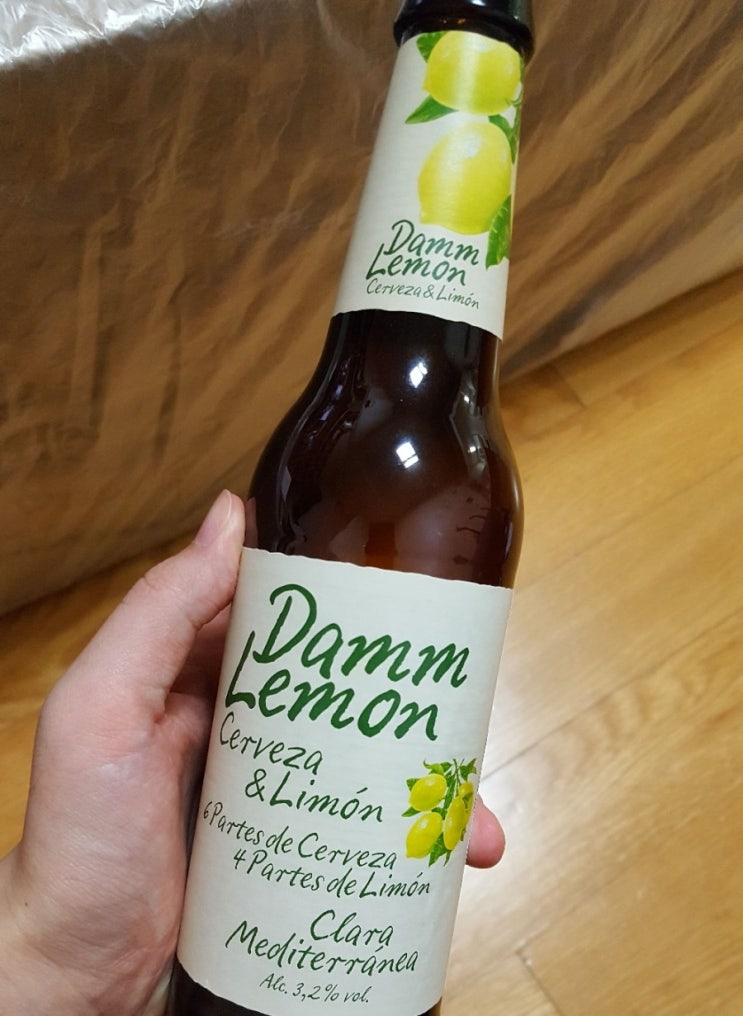 Damm
Lemon
Cerveza & Limón
Damm
Lemon
Cerveza
& Limón
6 Partes de Cerveza
4 Partes de Limón
Clara
Mediterránea
Alc. 3,2% vol.